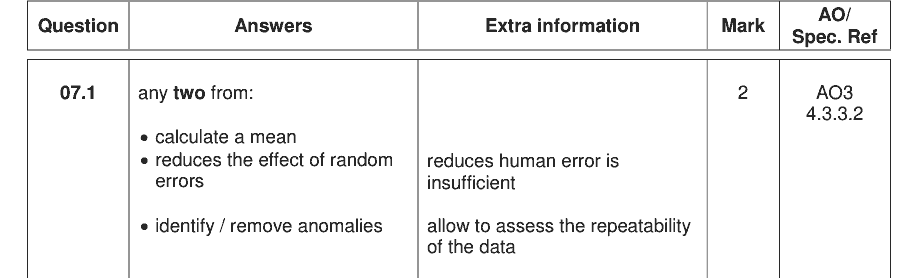 Question Answers Extra information Mark AO/
Spec. Ref
07.1 any two from: 2 AO3
4.3.3.2
• calculate a mean
• reduces the effect of random reduces human error is
errors insufficient
• identify / remove anomalies allow to assess the repeatability
of the data